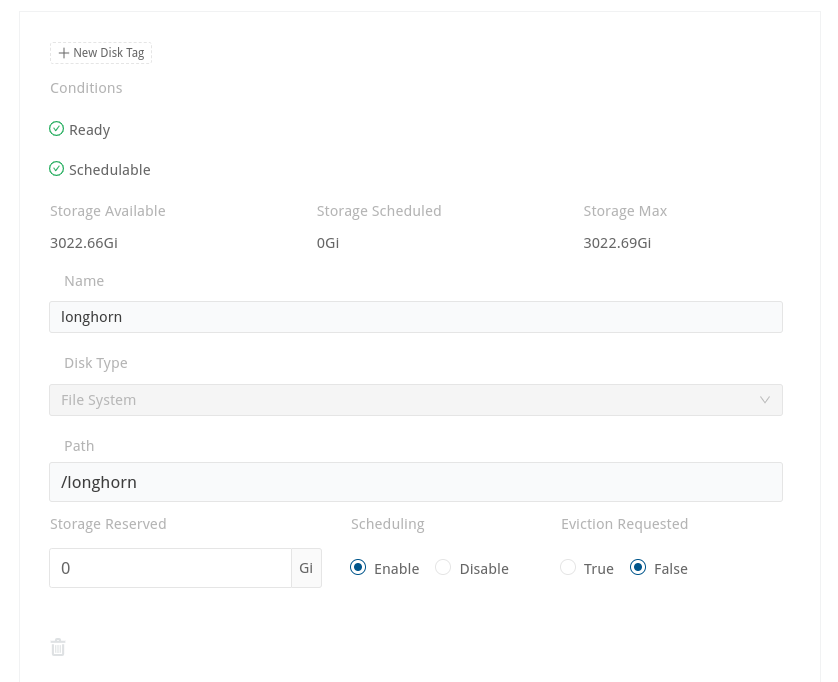 + New Disk Tag
Conditions
Ready
Schedulable
Storage Available Storage Scheduled Storage Max
3022.66Gi 0Gi 3022.69Gi
Name
longhorn
Disk Type
File System
Path
/longhorn
Storage Reserved Scheduling Eviction Requested
0 Gi Enable Disable True False